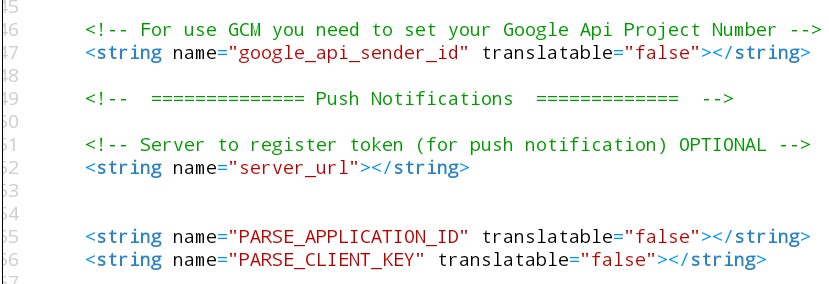 45
46 <!-- For use GCM you need to set your Google Api Project Number -->
47 <string name="google_api_sender_id" translatable="false"></string>
48
49 <!--  ============== Push Notifications  =============  -->
50
51 <!-- Server to register token (for push notification) OPTIONAL -->
52 <string name="server_url"></string>
53
54
55 <string name="PARSE_APPLICATION_ID" translatable="false"></string>
56 <string name="PARSE_CLIENT_KEY" translatable="false"></string>
57